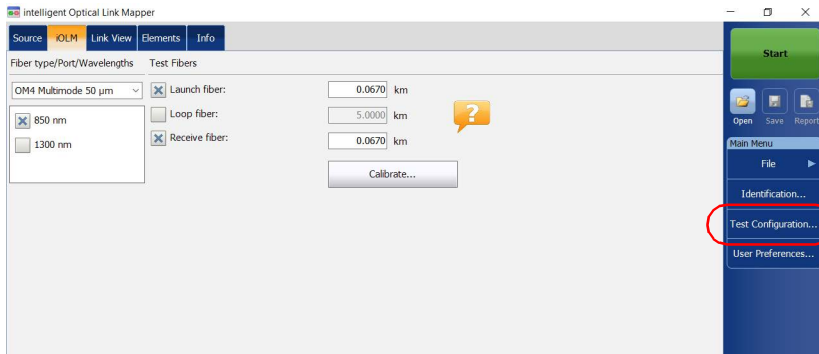 intelligent Optical Link Mapper
Source iOLM Link View Elements Info
Fiber type/Port/Wavelengths Test Fibers
OM4 Multimode 50 µm
850 nm
1300 nm
Launch fiber: 0.0670 km
Loop fiber: 5.0000 km
Receive fiber: 0.0670 km
?
Calibrate...
Start
Open Save Report
Main Menu
File
Identification...
Test Configuration...
User Preferences...